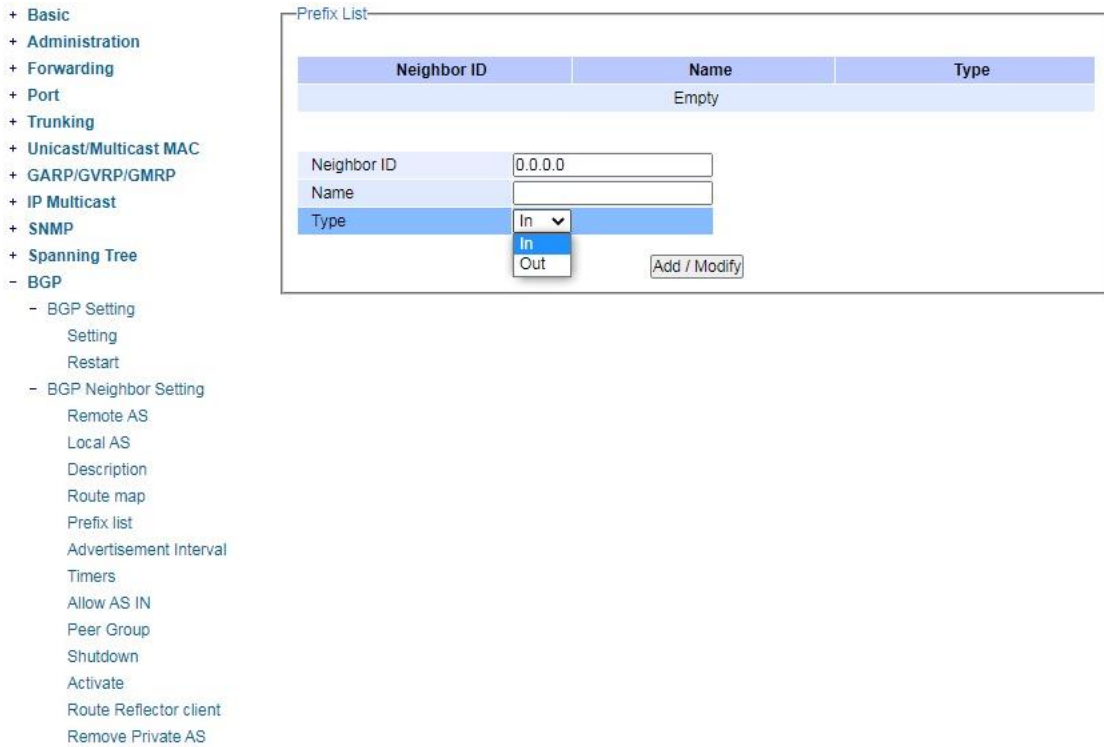 + Basic
+ Administration
+ Forwarding
+ Port
+ Trunking
+ Unicast/Multicast MAC
+ GARP/GVRP/GMRP
+ IP Multicast
+ SNMP
+ Spanning Tree
- BGP
- BGP Setting
Setting
Restart
- BGP Neighbor Setting
Remote AS
Local AS
Description
Route map
Prefix list
Advertisement Interval
Timers
Allow AS IN
Peer Group
Shutdown
Activate
Route Reflector client
Remove Private AS
Prefix List
Neighbor ID Name Type
Empty
Neighbor ID 0.0.0.0
Name
Type In
In
Out
Add / Modify